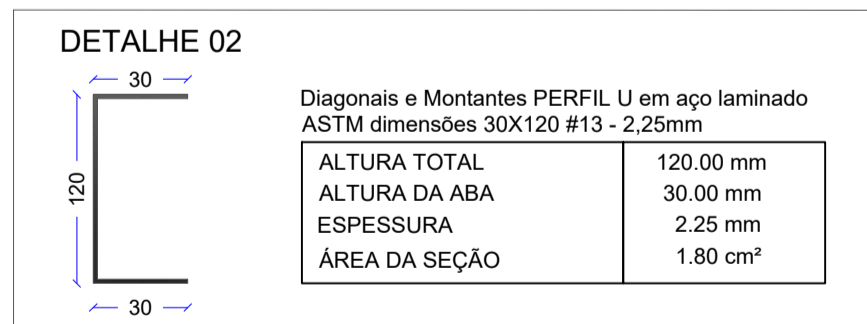 DETALHE 02
30
120
30
Diagonais e Montantes PERFIL U em aço laminado
ASTM dimensões 30X120 #13 - 2,25mm
ALTURA TOTAL 120.00 mm
ALTURA DA ABA 30.00 mm
ESPESSURA 2.25 mm
ÁREA DA SEÇÃO 1.80 cm²